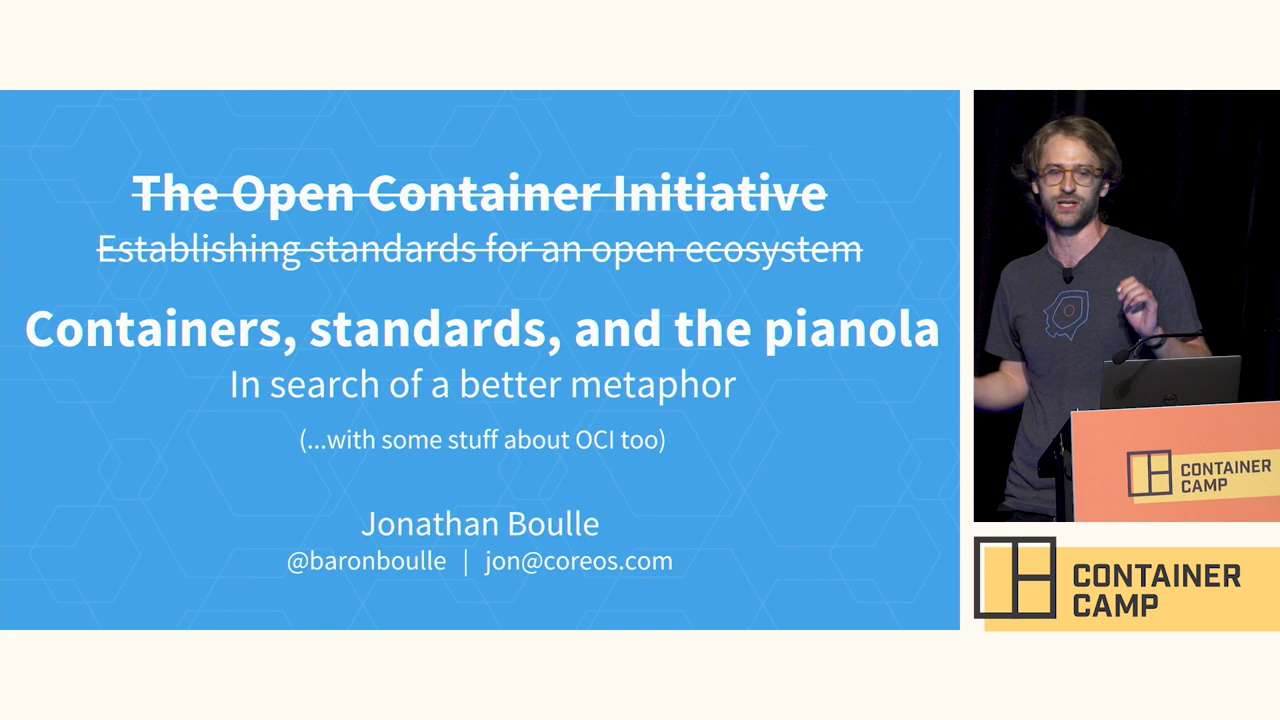 The Open Container Initiative
Establishing standards for an open ecosystem
Containers, standards, and the pianola
In search of a better metaphor
(...with some stuff about OCI too)
Jonathan Boulle
@baronboulle | jon@coreos.com
CONTAINER
CAMP
CONTAINER
CAMP